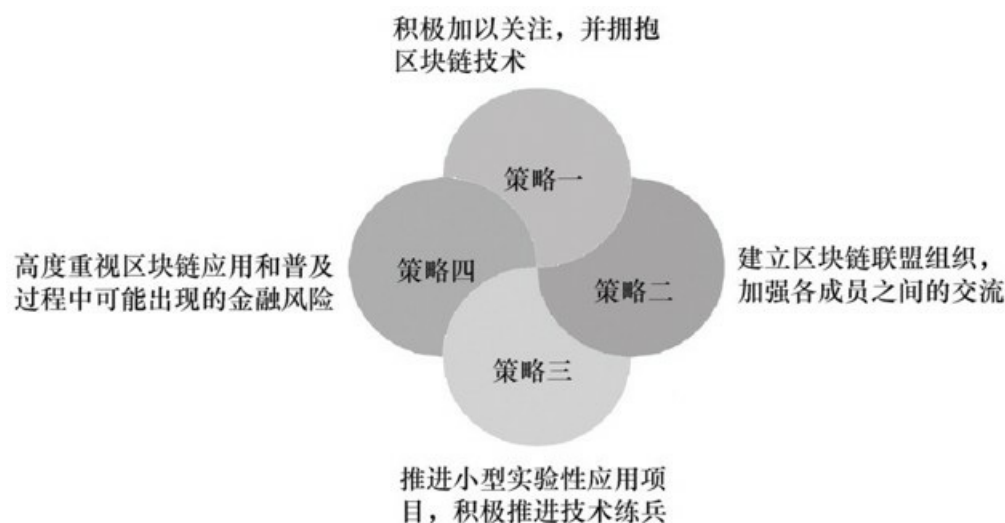 积极加以关注，并拥抱
区块链技术
策略一
高度重视区块链应用和普及
过程中可能出现的金融风险
策略四
策略二
建立区块链联盟组织，
加强各成员之间的交流
策略三
推进小型实验性应用项
目，积极推进技术练兵